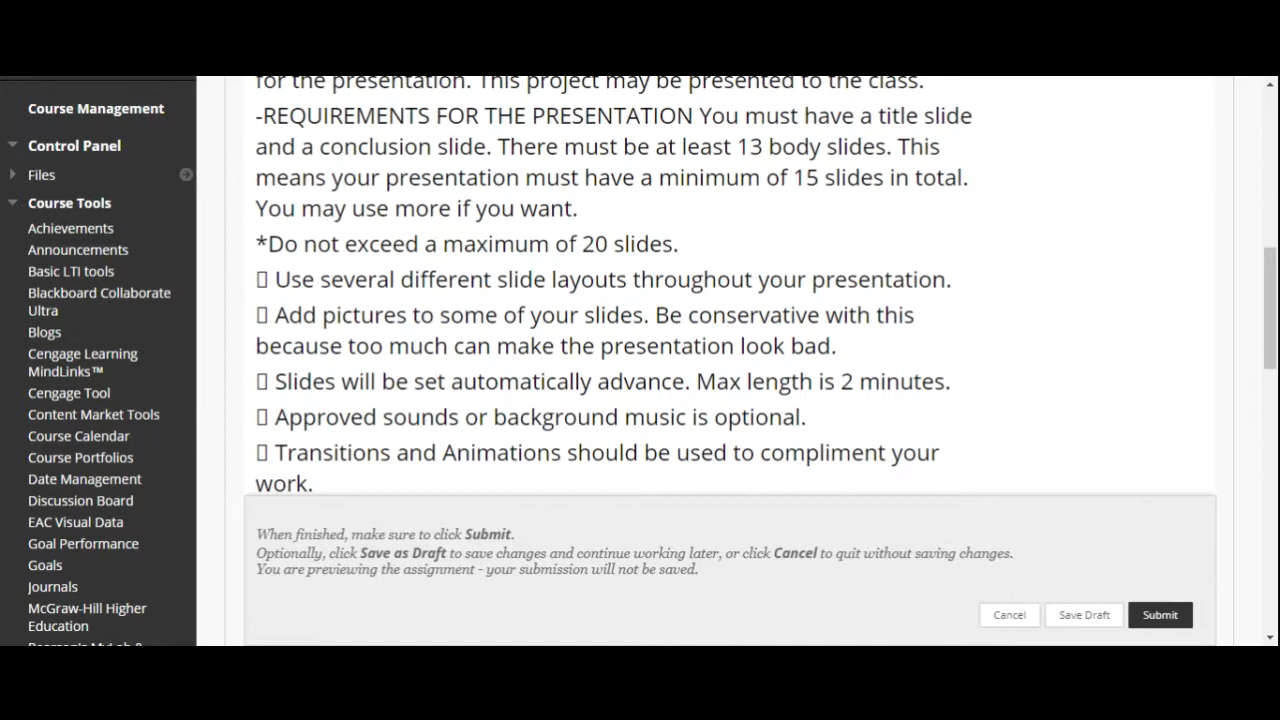 Course Management
Control Panel
Files
Course Tools
Achievements
Announcements
Basic LTI tools
Blackboard Collaborate
Ultra
Blogs
Cengage Learning
MindLinks™
Cengage Tool
Content Market Tools
Course Calendar
Course Portfolios
Date Management
Discussion Board
EAC Visual Data
Goal Performance
Goals
Journals
McGraw-Hill Higher
Education
for the presentation. This project may be presented to the class.
-REQUIREMENTS FOR THE PRESENTATION You must have a title slide
and a conclusion slide. There must be at least 13 body slides. This
means your presentation must have a minimum of 15 slides in total.
You may use more if you want.
*Do not exceed a maximum of 20 slides.
Use several different slide layouts throughout your presentation.
Add pictures to some of your slides. Be conservative with this
because too much can make the presentation look bad.
Slides will be set automatically advance. Max length is 2 minutes.
Approved sounds or background music is optional.
Transitions and Animations should be used to compliment your
work.
When finished, make sure to click Submit.
Optionally, click Save as Draft to save changes and continue working later, or click Cancel to quit without saving changes.
You are previewing the assignment - your submission will not be saved.
Cancel
Save Draft
Submit